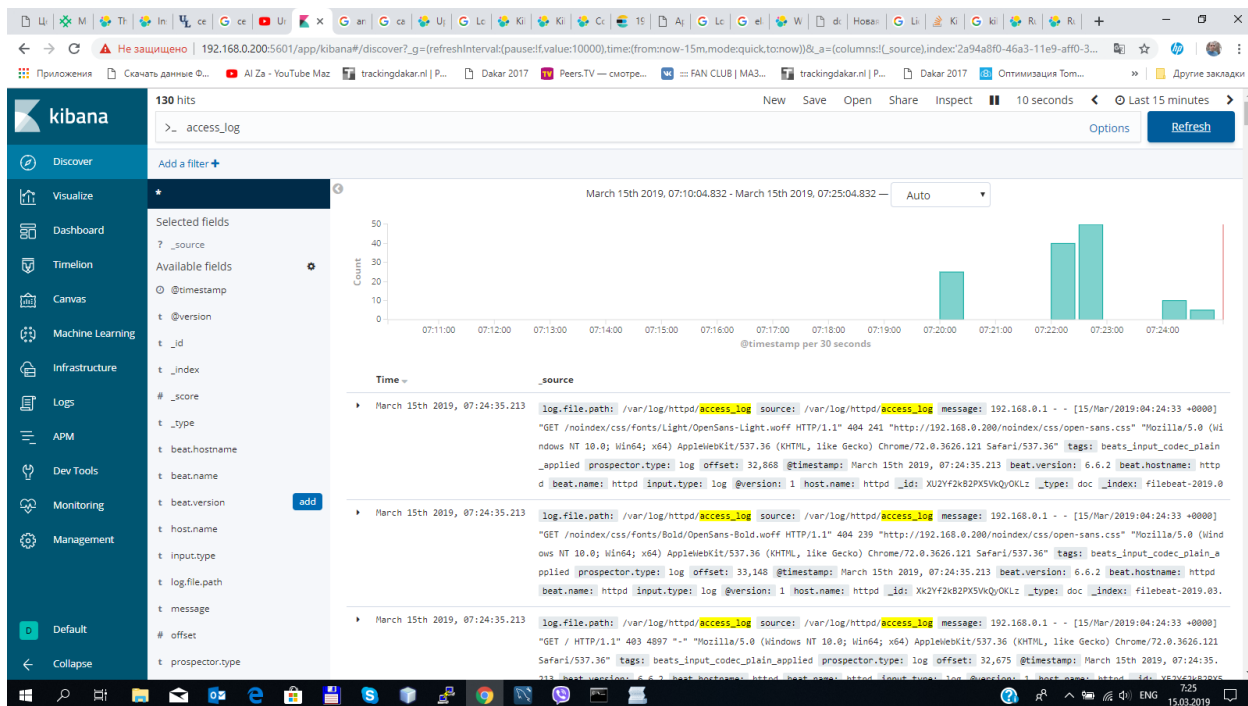 Не защищено | 192.168.0.200:5601/app/kibana#/discover?_g=(refreshInterval:(pause:!f,value:10000),time:(from:now-15m,mode:quick,to:now))&_a=(columns:!(_source),index:'2a94a8f0-46a3-11e9-aff0-3...
Приложения Скачать данные Ф... Al Za - YouTube Maz trackingdakar.nl | P... Dakar 2017 Peers.TV — смотре... ::: FAN CLUB | МАЗ... trackingdakar.nl | P... Dakar 2017 Оптимизация Tom... » Другие закладки
kibana
Discover
Visualize
Dashboard
Timelion
Canvas
Machine Learning
Infrastructure
Logs
APM
Dev Tools
Monitoring
Management
D Default
Collapse
130 hits
New Save Open Share Inspect 10 seconds Last 15 minutes
>_ access_log
Options Refresh
Add a filter +
*
Selected fields
? _source
Available fields
@timestamp
t @version
t _id
t _index
# _score
t _type
t beat.hostname
t beat.name
t beat.version add
t host.name
t input.type
t log.file.path
t message
# offset
t prospector.type
March 15th 2019, 07:10:04.832 - March 15th 2019, 07:25:04.832 — Auto
Count
50
40
30
20
10
0
07:11:00 07:12:00 07:13:00 07:14:00 07:15:00 07:16:00 07:17:00 07:18:00 07:19:00 07:20:00 07:21:00 07:22:00 07:23:00 07:24:00
@timestamp per 30 seconds
Time _source
March 15th 2019, 07:24:35.213 log.file.path: /var/log/httpd/access_log source: /var/log/httpd/access_log message: 192.168.0.1 - - [15/Mar/2019:04:24:33 +0000]
"GET /noindex/css/fonts/Light/OpenSans-Light.woff HTTP/1.1" 404 241 "http://192.168.0.200/noindex/css/open-sans.css" "Mozilla/5.0 (Wi
ndows NT 10.0; Win64; x64) AppleWebKit/537.36 (KHTML, like Gecko) Chrome/72.0.3626.121 Safari/537.36" tags: beats_input_codec_plain
_applied prospector.type: log offset: 32,868 @timestamp: March 15th 2019, 07:24:35.213 beat.version: 6.6.2 beat.hostname: http
d beat.name: httpd input.type: log @version: 1 host.name: httpd _id: XU2Yf2kB2PX5VkQyOKLz _type: doc _index: filebeat-2019.0
March 15th 2019, 07:24:35.213 log.file.path: /var/log/httpd/access_log source: /var/log/httpd/access_log message: 192.168.0.1 - - [15/Mar/2019:04:24:33 +0000]
"GET /noindex/css/fonts/Bold/OpenSans-Bold.woff HTTP/1.1" 404 239 "http://192.168.0.200/noindex/css/open-sans.css" "Mozilla/5.0 (Wind
ows NT 10.0; Win64; x64) AppleWebKit/537.36 (KHTML, like Gecko) Chrome/72.0.3626.121 Safari/537.36" tags: beats_input_codec_plain_a
pplied prospector.type: log offset: 33,148 @timestamp: March 15th 2019, 07:24:35.213 beat.version: 6.6.2 beat.hostname: httpd
beat.name: httpd input.type: log @version: 1 host.name: httpd _id: Xk2Yf2kB2PX5VkQyOKLz _type: doc _index: filebeat-2019.03.
March 15th 2019, 07:24:35.213 log.file.path: /var/log/httpd/access_log source: /var/log/httpd/access_log message: 192.168.0.1 - - [15/Mar/2019:04:24:33 +0000]
"GET / HTTP/1.1" 403 4897 "-" "Mozilla/5.0 (Windows NT 10.0; Win64; x64) AppleWebKit/537.36 (KHTML, like Gecko) Chrome/72.0.3626.121
Safari/537.36" tags: beats_input_codec_plain_applied prospector.type: log offset: 32,675 @timestamp: March 15th 2019, 07:24:35.
ENG 7:25
15.03.2019